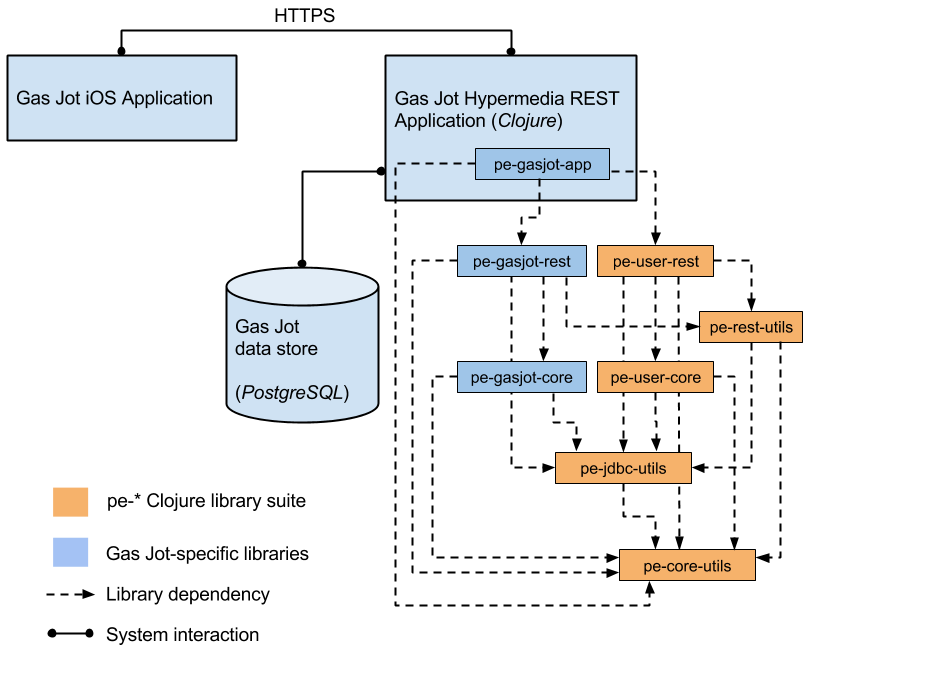 HTTPS
Gas Jot iOS Application
Gas Jot Hypermedia REST
Application (Clojure)
pe-gasjot-app
pe-gasjot-rest
pe-user-rest
pe-rest-utils
Gas Jot
data store
(PostgreSQL)
pe-gasjot-core
pe-user-core
pe-jdbc-utils
pe-core-utils
pe-* Clojure library suite
Gas Jot-specific libraries
Library dependency
System interaction